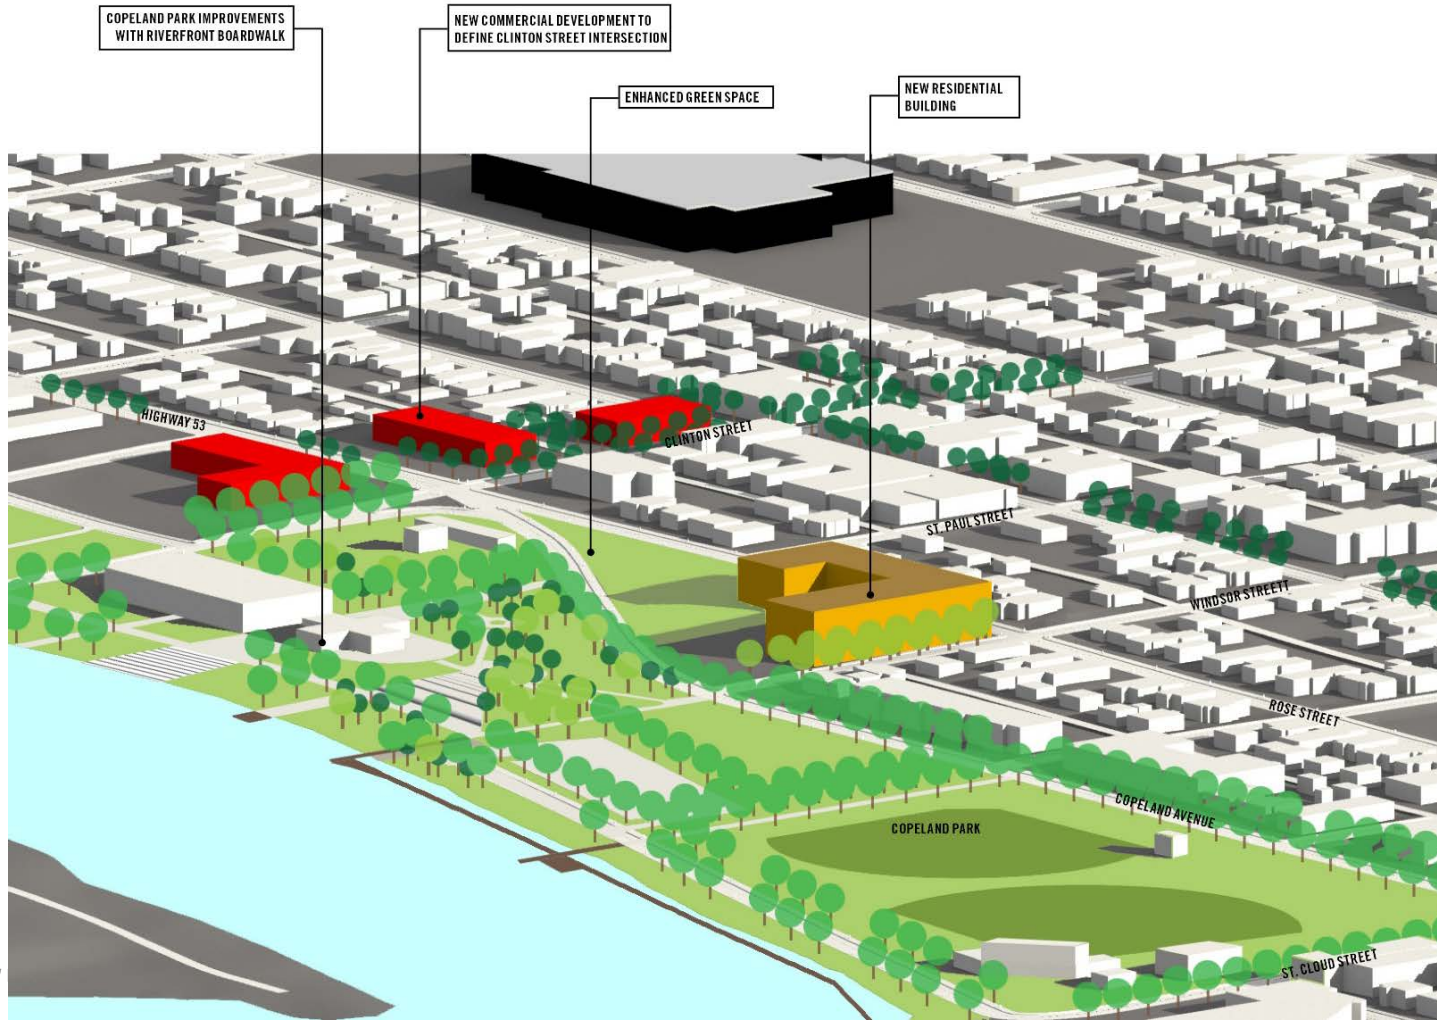 COPELAND PARK IMPROVEMENTS
WITH RIVERFRONT BOARDWALK
NEW COMMERCIAL DEVELOPMENT TO
DEFINE CLINTON STREET INTERSECTION
ENHANCED GREEN SPACE
NEW RESIDENTIAL
BUILDING
HIGHWAY 53
CLINTON STREET
ST. PAUL STREET
WINDSOR STREETT
ROSE STREET
COPELAND AVENUE
COPELAND PARK
ST. CLOUD STREET